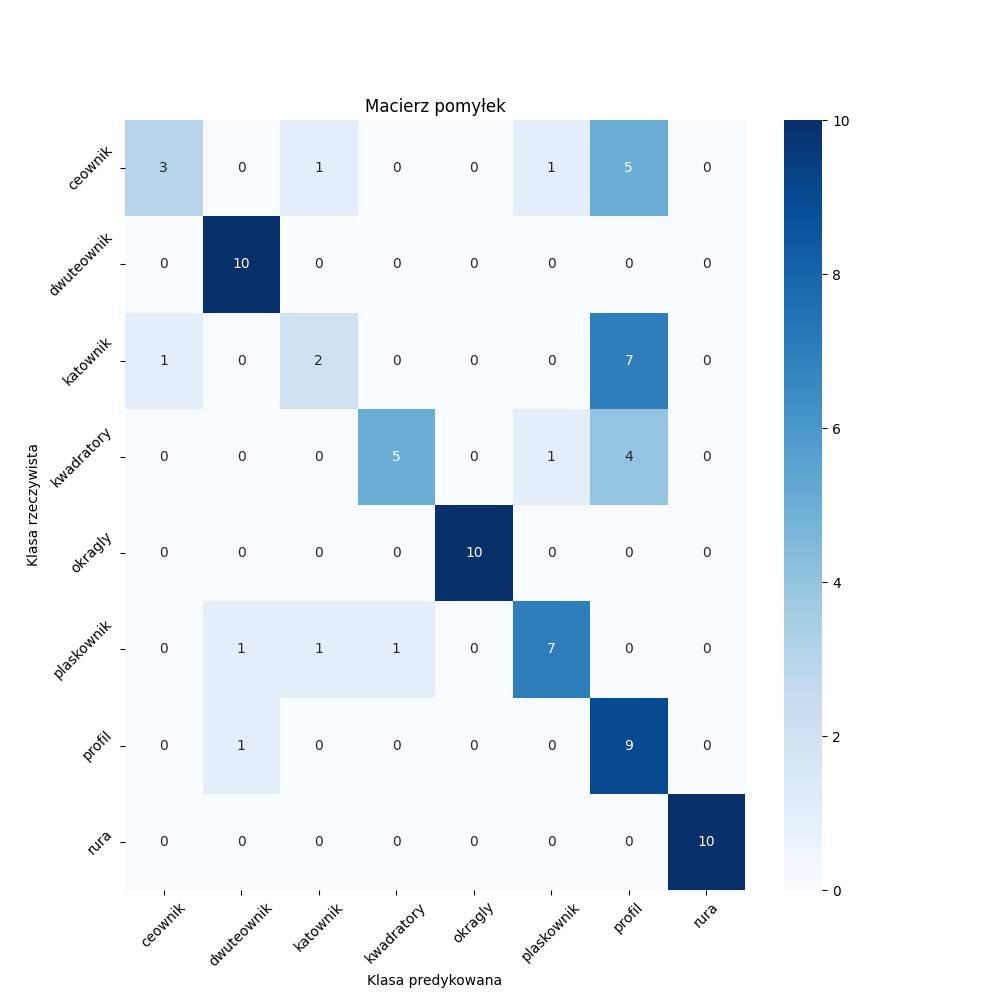 Macierz pomyłek
ceownik 3 0 1 0 0 1 5 0
dwuteownik 0 10 0 0 0 0 0 0
katownik 1 0 2 0 0 0 7 0
kwadratory 0 0 0 5 0 1 4 0
okragly 0 0 0 0 10 0 0 0
plaskownik 0 1 1 1 0 7 0 0
profil 0 1 0 0 0 0 9 0
rura 0 0 0 0 0 0 0 10
ceownik dwuteownik katownik kwadratory okragly plaskownik profil rura
Klasa predykowana
Klasa rzeczywista
10
8
6
4
2
0